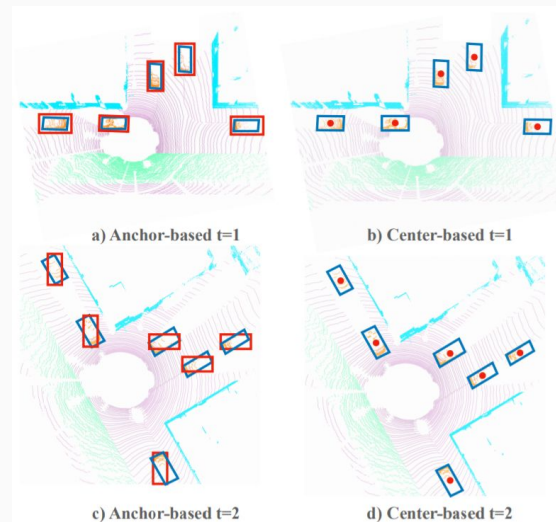 a) Anchor-based t=1
b) Center-based t=1
c) Anchor-based t=2
d) Center-based t=2